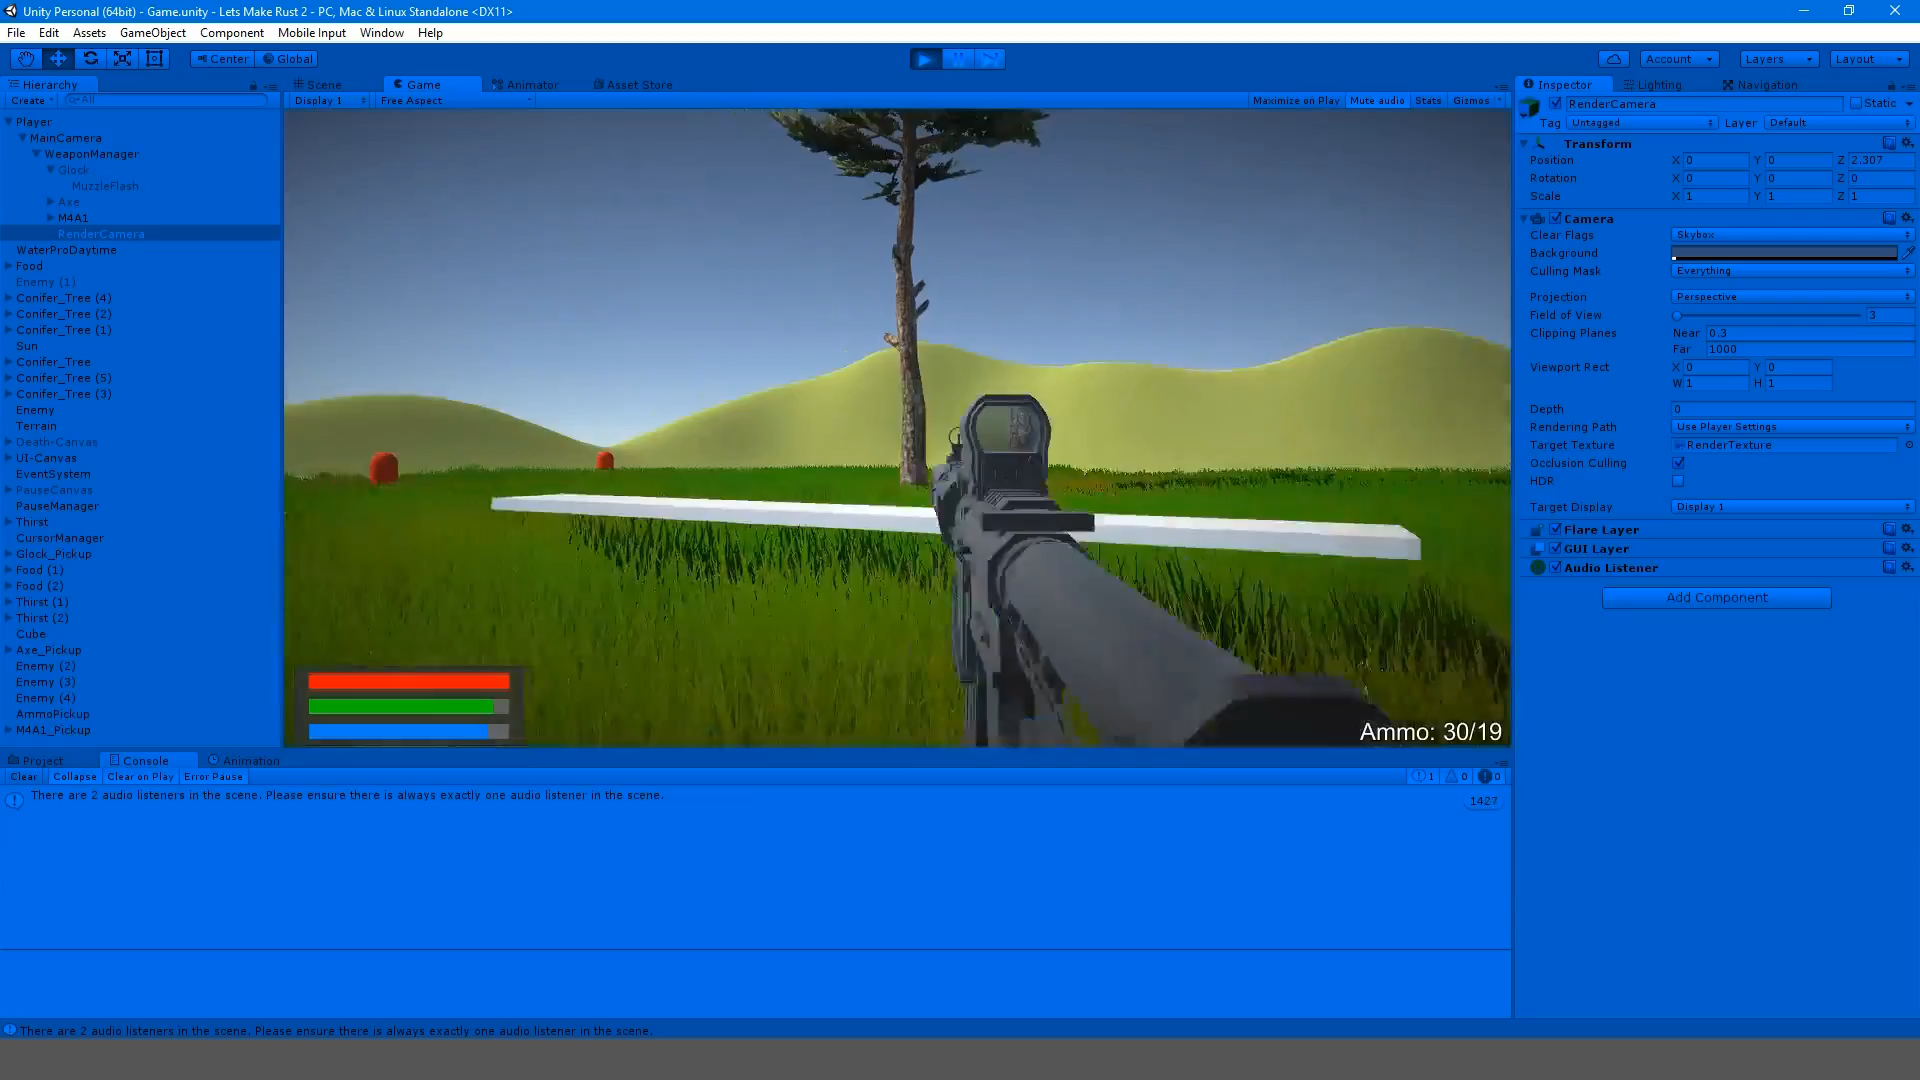 Unity Personal (64bit) - Game.unity - Lets Make Rust 2 - PC, Mac & Linux Standalone <DX11>
File Edit Assets GameObject Component Mobile Input Window Help
Center Global Account Layers Layout
Hierarchy
Create All
Player
MainCamera
WeaponManager
Glock
MuzzleFlash
Axe
M4A1
RenderCamera
WaterProDaytime
Food
Enemy (1)
Conifer_Tree (4)
Conifer_Tree (2)
Conifer_Tree (1)
Sun
Conifer_Tree
Conifer_Tree (5)
Conifer_Tree (3)
Enemy
Terrain
Death-Canvas
UI-Canvas
EventSystem
PauseCanvas
PauseManager
Thirst
CursorManager
Glock_Pickup
Food (1)
Food (2)
Thirst (1)
Thirst (2)
Cube
Axe_Pickup
Enemy (2)
Enemy (3)
Enemy (4)
AmmoPickup
M4A1_Pickup
Scene Game Animator Asset Store
Display 1 Free Aspect Maximize on Play Mute audio Stats Gizmos
Ammo: 30/19
Inspector Lighting Navigation
RenderCamera Static
Tag Untagged Layer Default
Transform
Position X 0 Y 0 Z 2.307
Rotation X 0 Y 0 Z 0
Scale X 1 Y 1 Z 1
Camera
Clear Flags Skybox
Background
Culling Mask Everything
Projection Perspective
Field of View 3
Clipping Planes Near 0.3
Far 1000
Viewport Rect X 0 Y 0
W 1 H 1
Depth 0
Rendering Path Use Player Settings
Target Texture RenderTexture
Occlusion Culling
HDR
Target Display Display 1
Flare Layer
GUI Layer
Audio Listener
Add Component
Project Console Animation
Clear Collapse Clear on Play Error Pause 1 0 0
There are 2 audio listeners in the scene. Please ensure there is always exactly one audio listener in the scene. 1427
There are 2 audio listeners in the scene. Please ensure there is always exactly one audio listener in the scene.